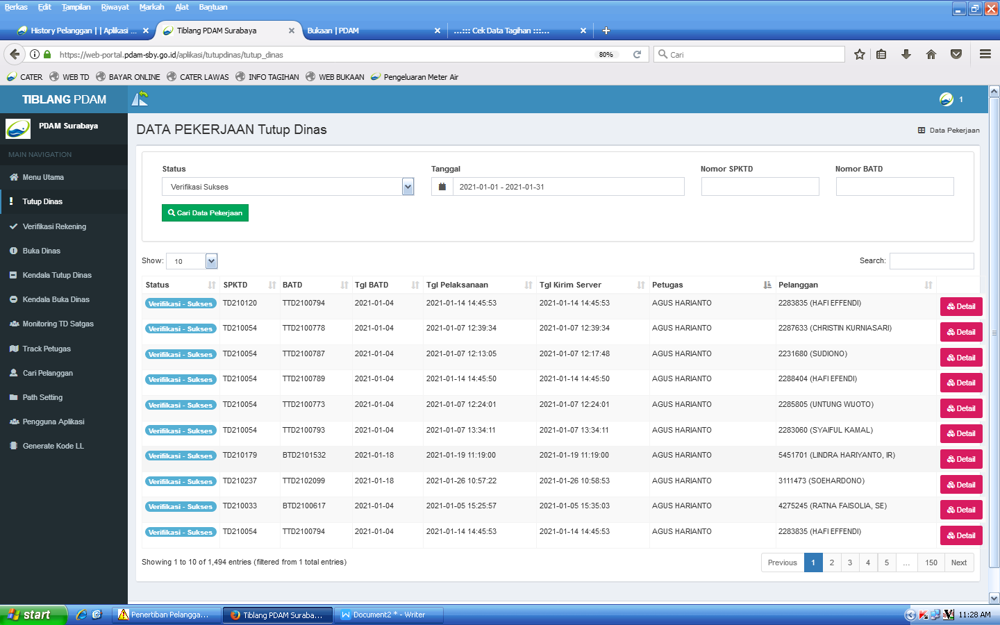 Berkas Edit Tampilan Riwayat Markah Alat Bantuan
History Pelanggan | | Aplikasi ... Tiblang PDAM Surabaya Bukaan | PDAM ...::: Cek Data Tagihan :::...
https://web-portal.pdam-sby.go.id/aplikasi/tutupdinas/tutup_dinas 80% Cari
CATER WEB TD BAYAR ONLINE CATER LAWAS INFO TAGIHAN WEB BUKAAN Pengeluaran Meter Air
TIBLANG PDAM 1
PDAM Surabaya
MAIN NAVIGATION
Menu Utama
Tutup Dinas
Verifikasi Rekening
Buka Dinas
Kendala Tutup Dinas
Kendala Buka Dinas
Monitoring TD Satgas
Track Petugas
Cari Pelanggan
Path Setting
Pengguna Aplikasi
Generate Kode LL
DATA PEKERJAAN Tutup Dinas Data Pekerjaan
Status Tanggal Nomor SPKTD Nomor BATD
Verifikasi Sukses 2021-01-01 - 2021-01-31
Cari Data Pekerjaan
Show: 10 Search:
Status SPKTD BATD Tgl BATD Tgl Pelaksanaan Tgl Kirim Server Petugas Pelanggan
Verifikasi - Sukses TD210120 TTD2100794 2021-01-04 2021-01-14 14:45:53 2021-01-14 14:45:53 AGUS HARIANTO 2283835 (HAFI EFFENDI) Detail
Verifikasi - Sukses TD210054 TTD2100778 2021-01-04 2021-01-07 12:39:34 2021-01-07 12:39:34 AGUS HARIANTO 2287633 (CHRISTIN KURNIASARI) Detail
Verifikasi - Sukses TD210054 TTD2100787 2021-01-04 2021-01-07 12:13:05 2021-01-07 12:17:48 AGUS HARIANTO 2231680 (SUDIONO) Detail
Verifikasi - Sukses TD210054 TTD2100789 2021-01-04 2021-01-14 14:45:50 2021-01-14 14:45:50 AGUS HARIANTO 2288404 (HAFI EFENDI) Detail
Verifikasi - Sukses TD210054 TTD2100773 2021-01-04 2021-01-07 12:24:01 2021-01-07 12:24:01 AGUS HARIANTO 2285805 (UNTUNG WIJOTO) Detail
Verifikasi - Sukses TD210054 TTD2100793 2021-01-04 2021-01-07 13:34:11 2021-01-07 13:34:11 AGUS HARIANTO 2283060 (SYAIFUL KAMAL) Detail
Verifikasi - Sukses TD210179 BTD2101532 2021-01-18 2021-01-19 11:19:00 2021-01-19 11:19:00 AGUS HARIANTO 5451701 (LINDRA HARIYANTO, IR) Detail
Verifikasi - Sukses TD210237 TTD2102099 2021-01-18 2021-01-26 10:57:22 2021-01-26 10:58:53 AGUS HARIANTO 3111473 (SOEHARDONO) Detail
Verifikasi - Sukses TD210033 BTD2100617 2021-01-04 2021-01-05 15:25:57 2021-01-05 15:35:03 AGUS HARIANTO 4275245 (RATNA FAISOLIA, SE) Detail
Verifikasi - Sukses TD210054 TTD2100794 2021-01-04 2021-01-14 14:45:53 2021-01-14 14:45:53 AGUS HARIANTO 2283835 (HAFI EFFENDI) Detail
Showing 1 to 10 of 1,494 entries (filtered from 1 total entries) Previous 1 2 3 4 5 ... 150 Next
start Penertiban Pelangga... Tiblang PDAM Suraba... Document2 * - Writer 11:28 AM